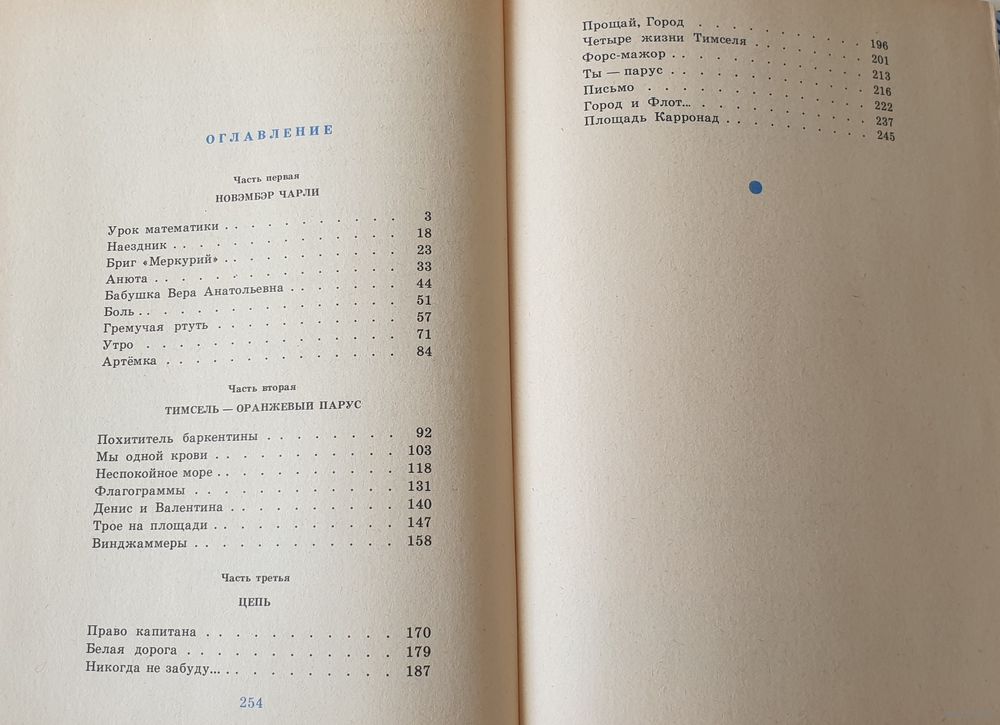 ОГЛАВЛЕНИЕ
Часть первая
НОВЭМБЭР ЧАРЛИ
Урок математики . . . . . . . . . . 3
Наездник . . . . . . . . . . . . 18
Бриг «Меркурий» . . . . . . . . . . 23
Анюта . . . . . . . . . . . . . 33
Бабушка Вера Анатольевна . . . . . . . 44
Боль . . . . . . . . . . . . . . 51
Гремучая ртуть . . . . . . . . . . 57
Утро . . . . . . . . . . . . . 71
Артёмка . . . . . . . . . . . . 84
Часть вторая
ТИМСЕЛЬ — ОРАНЖЕВЫЙ ПАРУС
Похититель баркентины . . . . . . . . 92
Мы одной крови . . . . . . . . . . 103
Неспокойное море . . . . . . . . . . 118
Флагограммы . . . . . . . . . . . 131
Денис и Валентина . . . . . . . . . 140
Трое на площади . . . . . . . . . . 147
Винджаммеры . . . . . . . . . . . 158
Часть третья
ЦЕПЬ
Право капитана . . . . . . . . . . 170
Белая дорога . . . . . . . . . . . 179
Никогда не забуду... . . . . . . . . . 187
254
Прощай, Город . . . . . . . . . . 196
Четыре жизни Тимселя . . . . . . . . 201
Форс-мажор . . . . . . . . . . . 213
Ты — парус . . . . . . . . . . . 216
Письмо . . . . . . . . . . . . 222
Город и Флот... . . . . . . . . . . 237
Площадь Карронад . . . . . . . . . 245